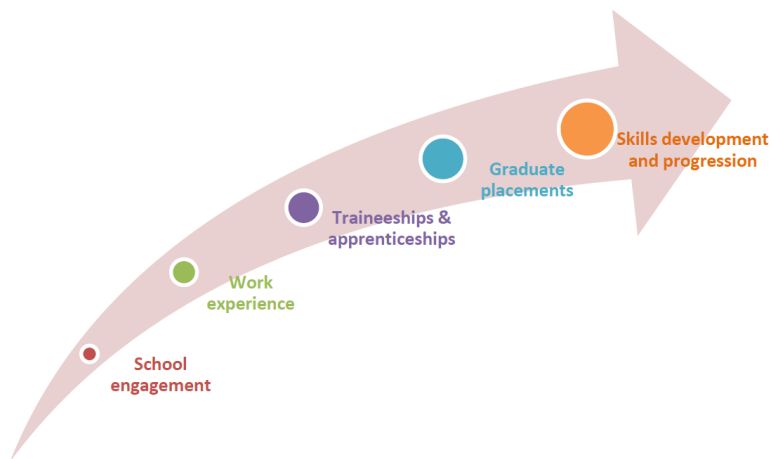 School
engagement
Work
experience
Traineeships &
apprenticeships
Graduate
placements
Skills development
and progression